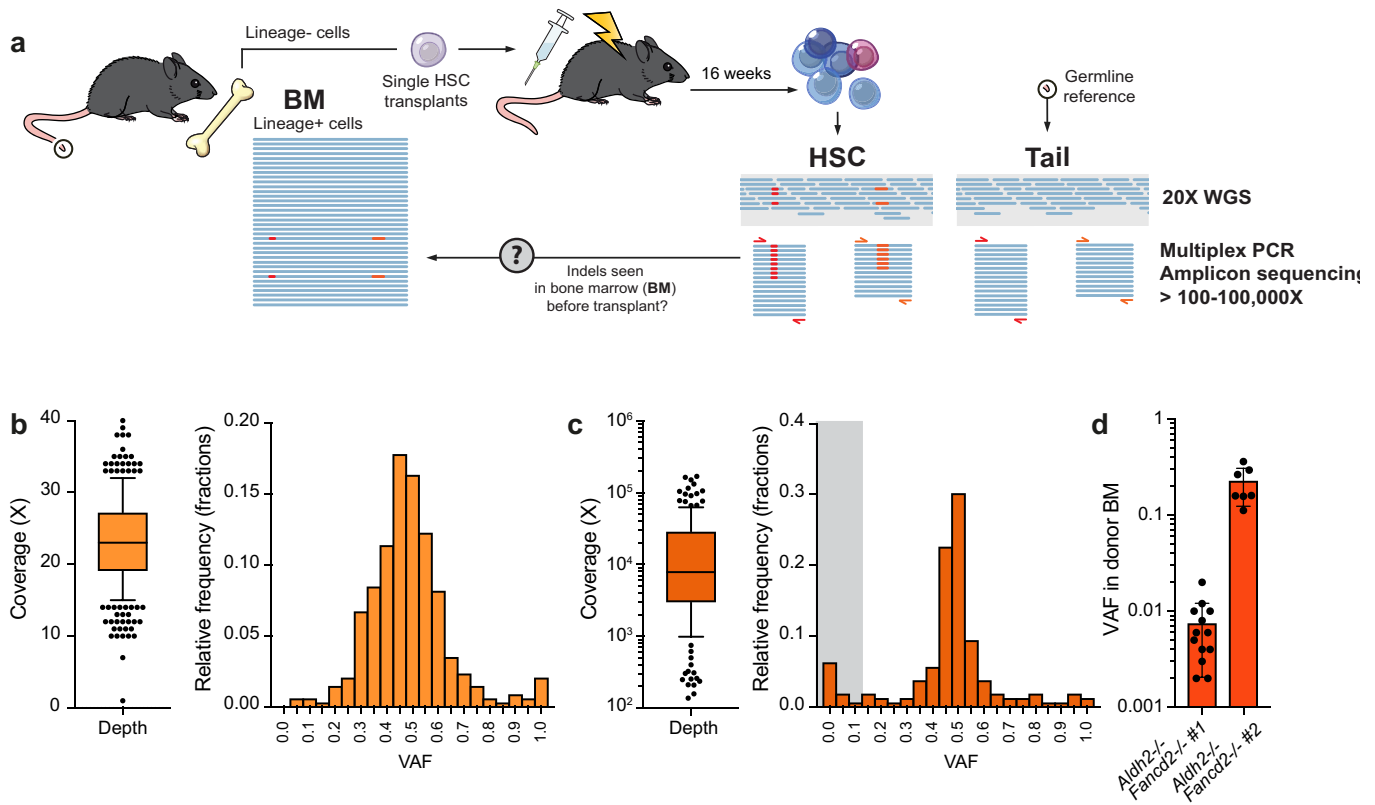 a
Lineage- cells
Single HSC
transplants
BM
Lineage+ cells
16 weeks
Germline
reference
HSC
Tail
20X WGS
?
Indels seen
in bone marrow (BM)
before transplant?
Multiplex PCR
Amplicon sequencing
> 100-100,000X
b
Coverage (X)
40
30
20
10
0
Depth
Relative frequency (fractions)
0.20
0.15
0.10
0.05
0.00
0.0 0.1 0.2 0.3 0.4 0.5 0.6 0.7 0.8 0.9 1.0
VAF
c
Coverage (X)
10⁶
10⁵
10⁴
10³
10²
Depth
Relative frequency (fractions)
0.4
0.3
0.2
0.1
0.0
0.0 0.1 0.2 0.3 0.4 0.5 0.6 0.7 0.8 0.9 1.0
VAF
d
VAF in donor BM
1
0.1
0.01
0.001
Aldh2-/-
Fancd2-/- #1
Aldh2-/-
Fancd2-/- #2